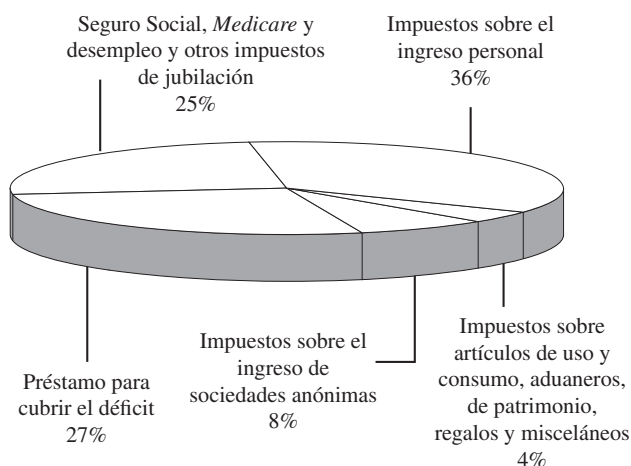 Seguro Social, Medicare y
desempleo y otros impuestos
de jubilación
25%
Impuestos sobre el
ingreso personal
36%
Préstamo para
cubrir el déficit
27%
Impuestos sobre el
ingreso de
sociedades anónimas
8%
Impuestos sobre
artículos de uso y
consumo, aduaneros,
de patrimonio,
regalos y misceláneos
4%